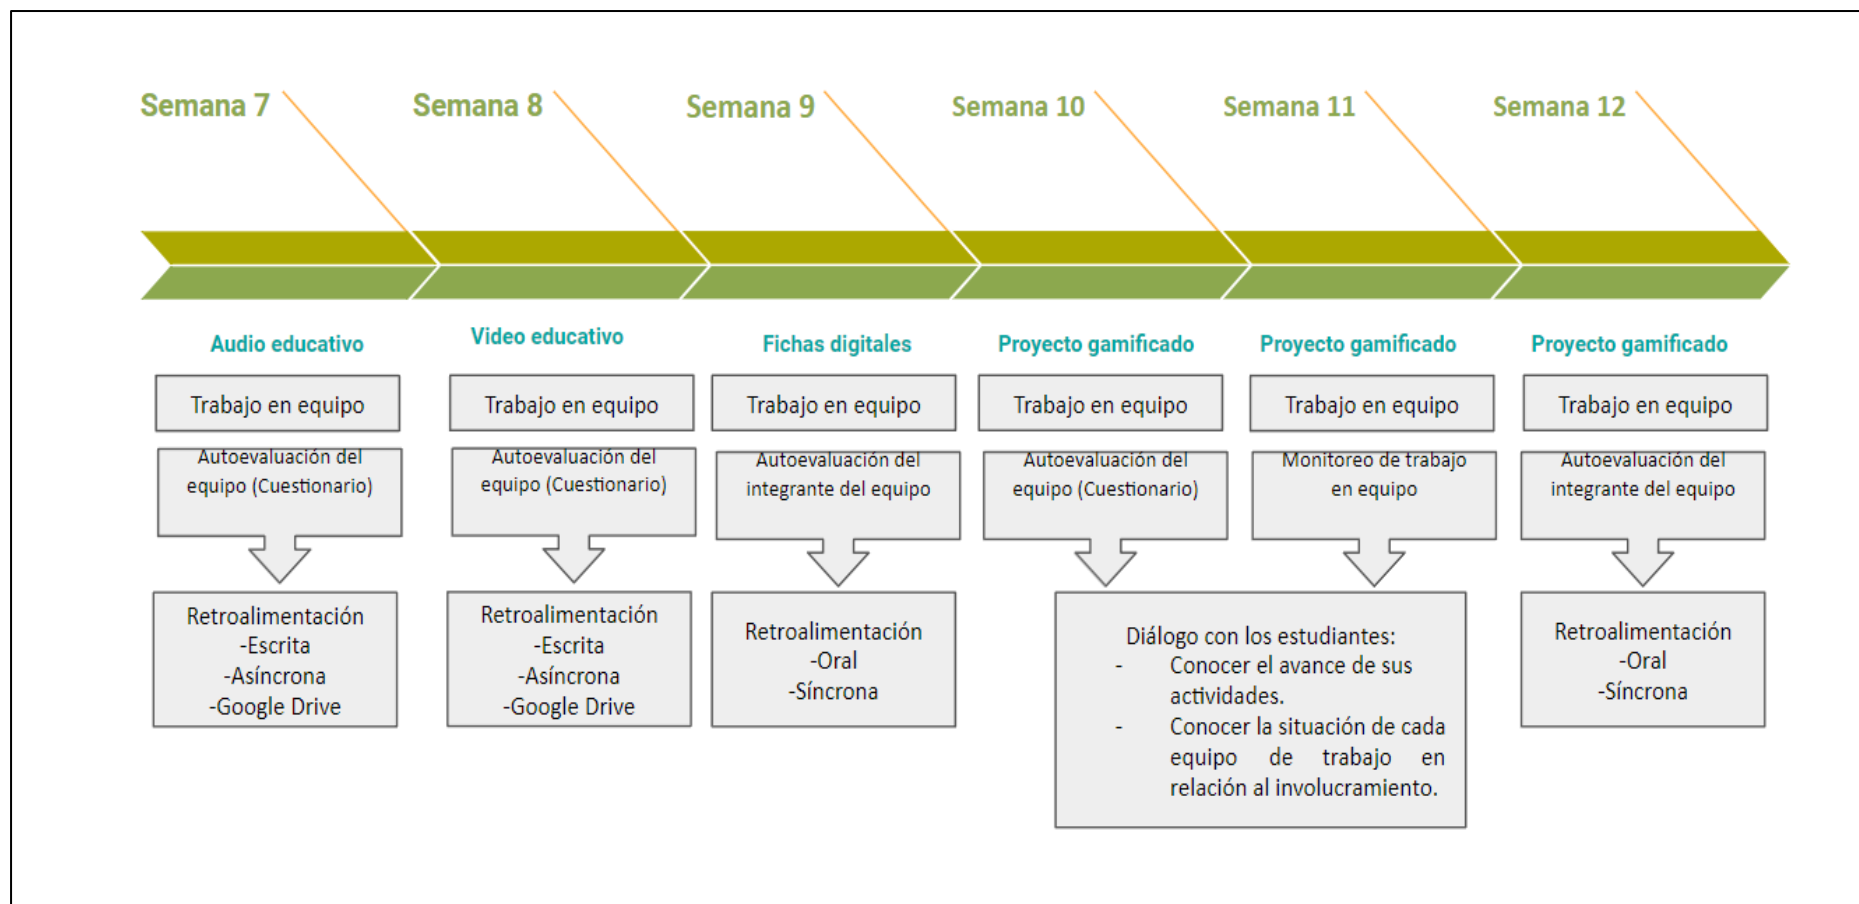 Semana 7
Semana 8
Semana 9
Semana 10
Semana 11
Semana 12
Audio educativo
Video educativo
Fichas digitales
Proyecto gamificado
Proyecto gamificado
Proyecto gamificado
Trabajo en equipo
Trabajo en equipo
Trabajo en equipo
Trabajo en equipo
Trabajo en equipo
Trabajo en equipo
Autoevaluación del
equipo (Cuestionario)
Autoevaluación del
equipo (Cuestionario)
Autoevaluación del
integrante del equipo
Autoevaluación del
equipo (Cuestionario)
Monitoreo de trabajo
en equipo
Autoevaluación del
integrante del equipo
Retroalimentación
-Escrita
-Asíncrona
-Google Drive
Retroalimentación
-Escrita
-Asíncrona
-Google Drive
Retroalimentación
-Oral
-Síncrona
Diálogo con los estudiantes:
- Conocer el avance de sus
actividades.
- Conocer la situación de cada
equipo de trabajo en
relación al involucramiento.
Retroalimentación
-Oral
-Síncrona